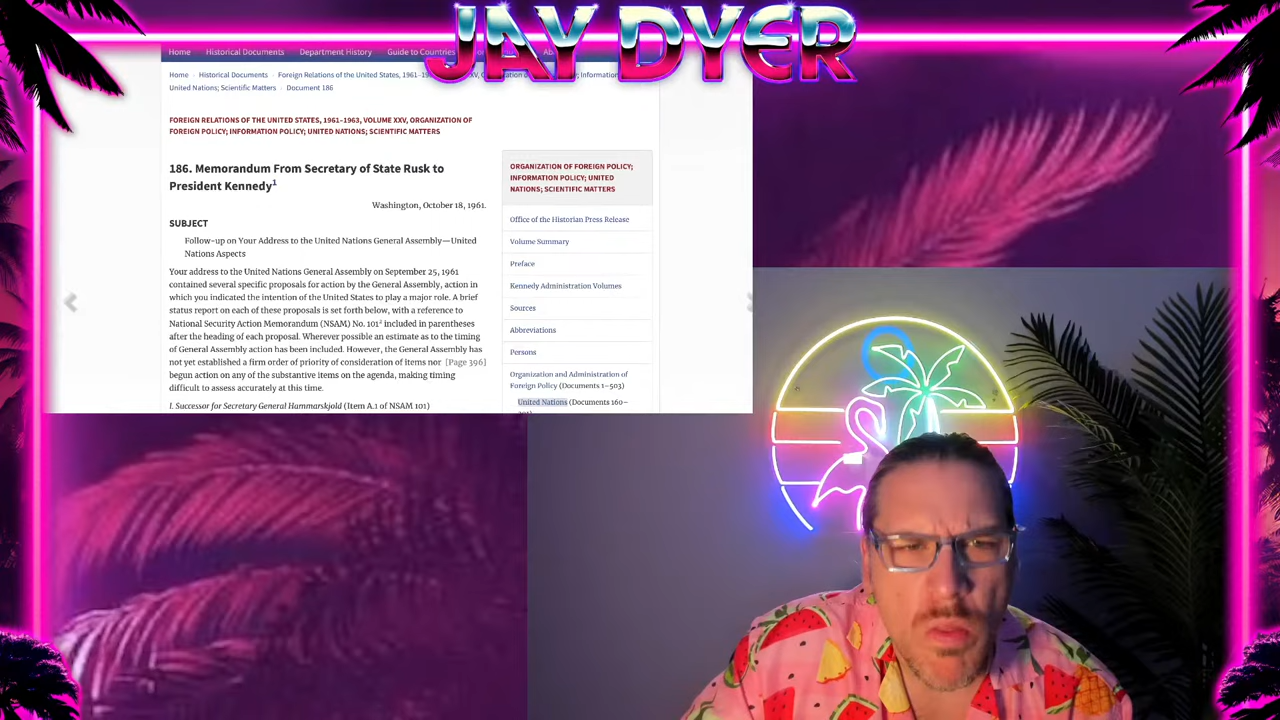 JAY DYER
Home Historical Documents Department History Guide to Countries
Home Historical Documents Foreign Relations of the United States, Information
United Nations; Scientific Matters Document 186
FOREIGN RELATIONS OF THE UNITED STATES, 1961–1963, VOLUME XXV, ORGANIZATION OF
FOREIGN POLICY; INFORMATION POLICY; UNITED NATIONS; SCIENTIFIC MATTERS
186. Memorandum From Secretary of State Rusk to
President Kennedy1
Washington, October 18, 1961.
SUBJECT
Follow-up on Your Address to the United Nations General Assembly—United
Nations Aspects
Your address to the United Nations General Assembly on September 25, 1961
contained several specific proposals for action by the General Assembly, action in
which you indicated the intention of the United States to play a major role. A brief
status report on each of these proposals is set forth below, with a reference to
National Security Action Memorandum (NSAM) No. 1012 included in parentheses
after the heading of each proposal. Wherever possible an estimate as to the timing
of General Assembly action has been included. However, the General Assembly has
not yet established a firm order of priority of consideration of items nor [Page 396]
begun action on any of the substantive items on the agenda, making timing
difficult to assess accurately at this time.
I. Successor for Secretary General Hammarskjold (Item A.1 of NSAM 101)
ORGANIZATION OF FOREIGN POLICY;
INFORMATION POLICY; UNITED
NATIONS; SCIENTIFIC MATTERS
Office of the Historian Press Release
Volume Summary
Preface
Kennedy Administration Volumes
Sources
Abbreviations
Persons
Organization and Administration of
Foreign Policy (Documents 1–503)
United Nations (Documents 160–